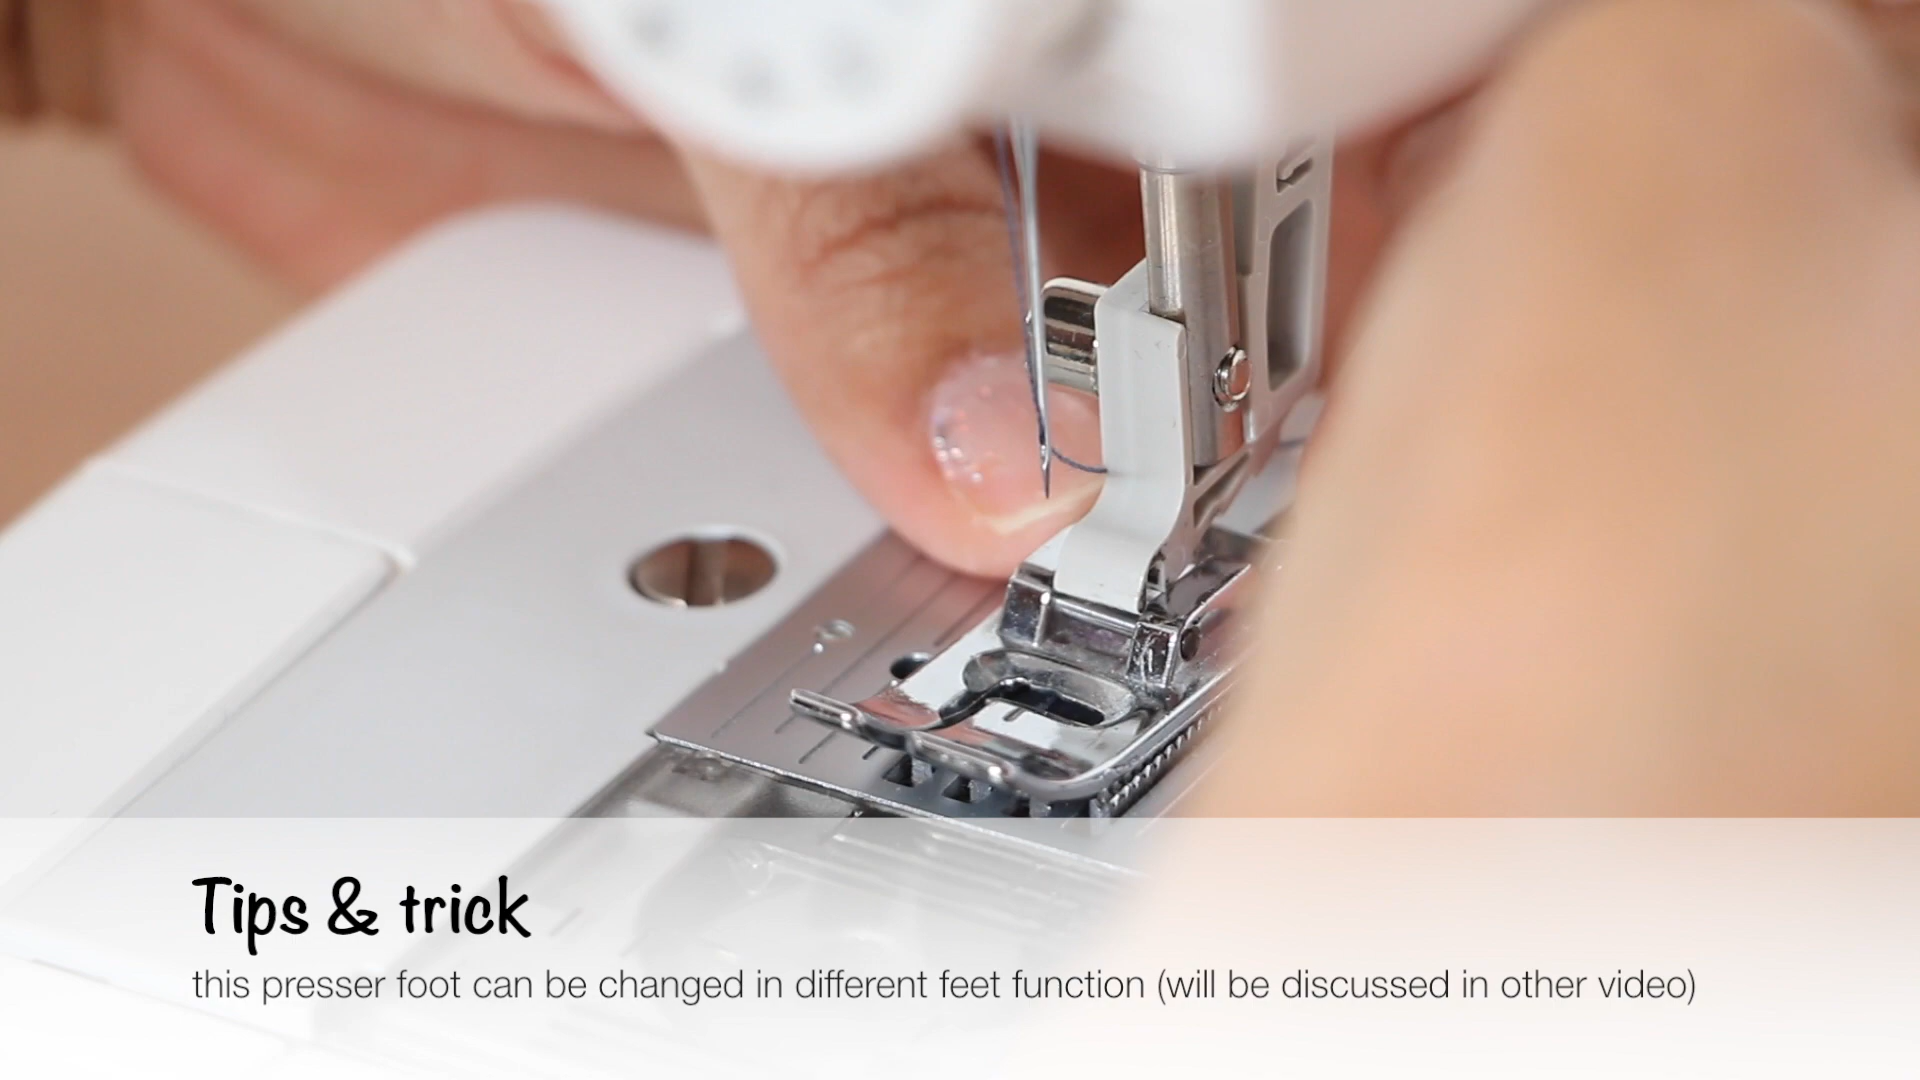 Tips & trick
this presser foot can be changed in different feet function (will be discussed in other video)